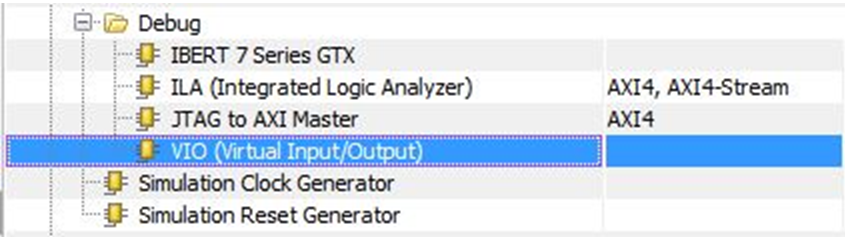 Debug
IBERT 7 Series GTX
ILA (Integrated Logic Analyzer) AXI4, AXI4-Stream
JTAG to AXI Master AXI4
VIO (Virtual Input/Output)
Simulation Clock Generator
Simulation Reset Generator